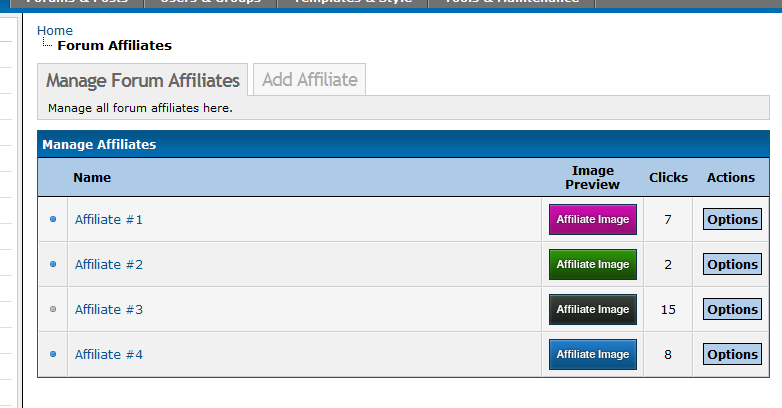 Forums & Posts Users & Groups Templates & Style Tools & Maintenance
Home
Forum Affiliates
Manage Forum Affiliates Add Affiliate
Manage all forum affiliates here.
Manage Affiliates
Name Image Preview Clicks Actions
Affiliate #1 Affiliate Image 7 Options
Affiliate #2 Affiliate Image 2 Options
Affiliate #3 Affiliate Image 15 Options
Affiliate #4 Affiliate Image 8 Options